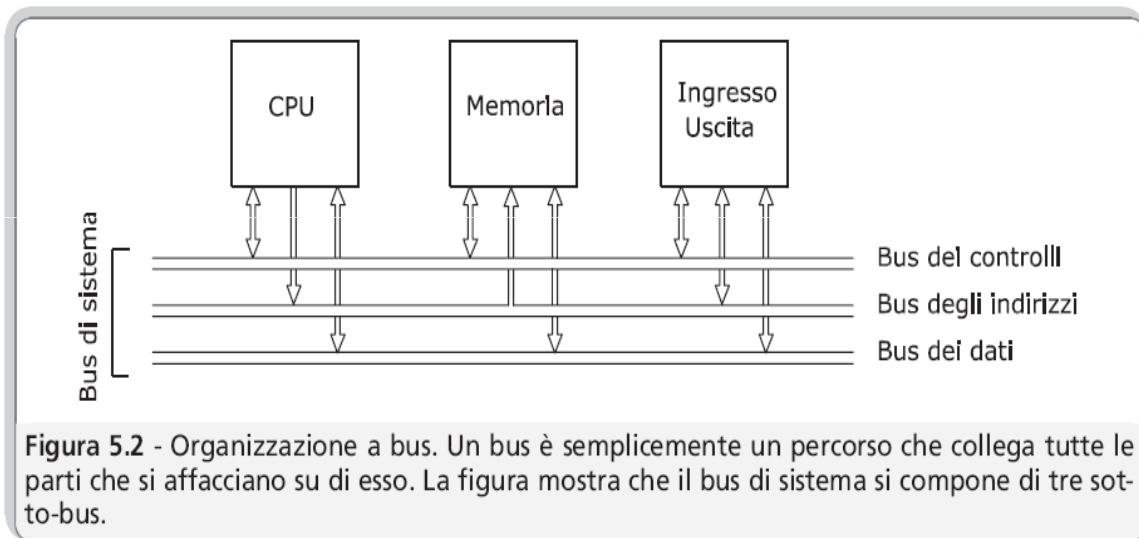 CPU
Memoria
Ingresso
Uscita
Bus di sistema
Bus dei controlli
Bus degli indirizzi
Bus dei dati
Figura 5.2 - Organizzazione a bus. Un bus è semplicemente un percorso che collega tutte le
parti che si affacciano su di esso. La figura mostra che il bus di sistema si compone di tre sot-
to-bus.